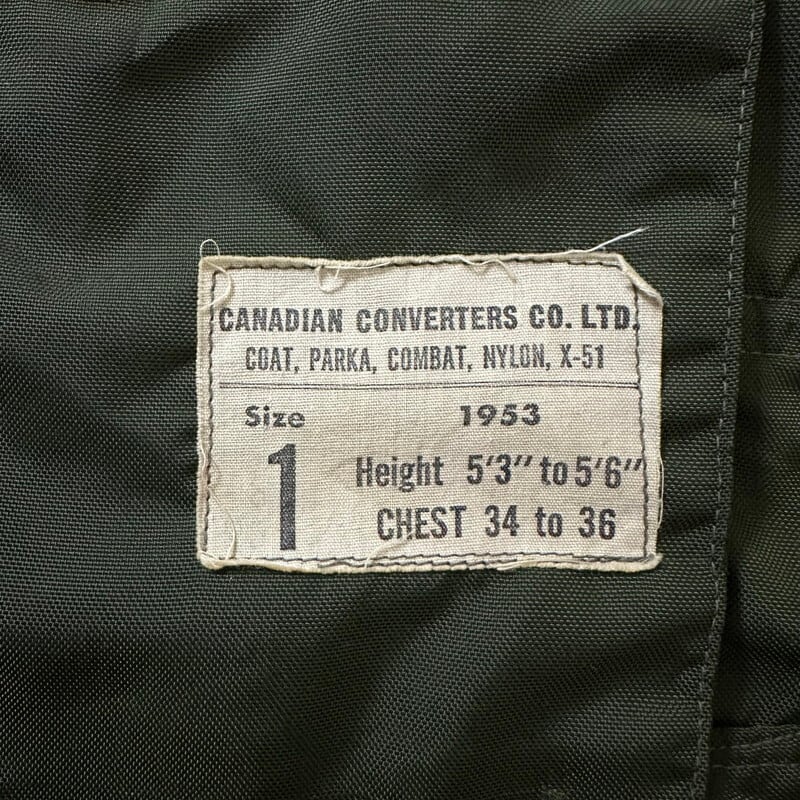 CANADIAN CONVERTERS CO. LTD.
COAT, PARKA, COMBAT, NYLON, X-51
Size 1953
1 Height 5'3" to 5'6"
CHEST 34 to 36